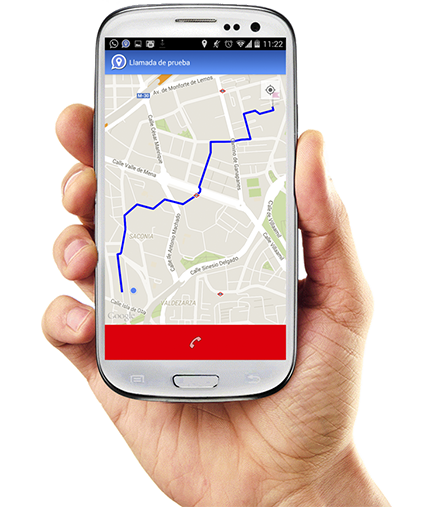 11:22
Llamada de prueba
Av. de Monforte de Lemos
M-30
Calle César Manrique
Camino de Ganapanes
Calle Valle de Mena
Calle de Antonio Machado
SACONIA
Calle de Villaamil
Calle Sinesio Delgado
Calle Isla de Oza
VALDEZARZA
Google